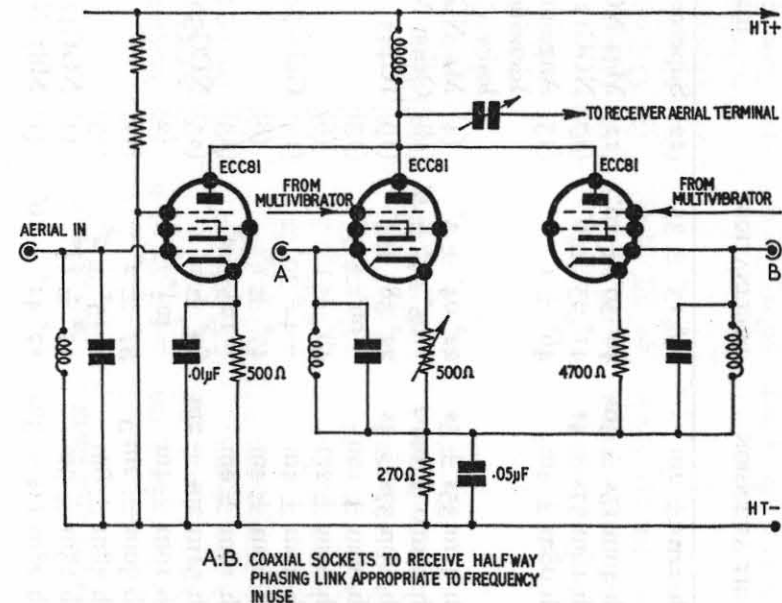 HT+
TO RECEIVER AERIAL TERMINAL
ECC81
ECC81
ECC81
FROM
MULTIVIBRATOR
FROM
MULTIVIBRATOR
AERIAL IN
A
B
.01µF
500Ω
500Ω
4700Ω
270Ω
.05µF
HT-
A.B. COAXIAL SOCKETS TO RECEIVE HALFWAY
PHASING LINK APPROPRIATE TO FREQUENCY
IN USE